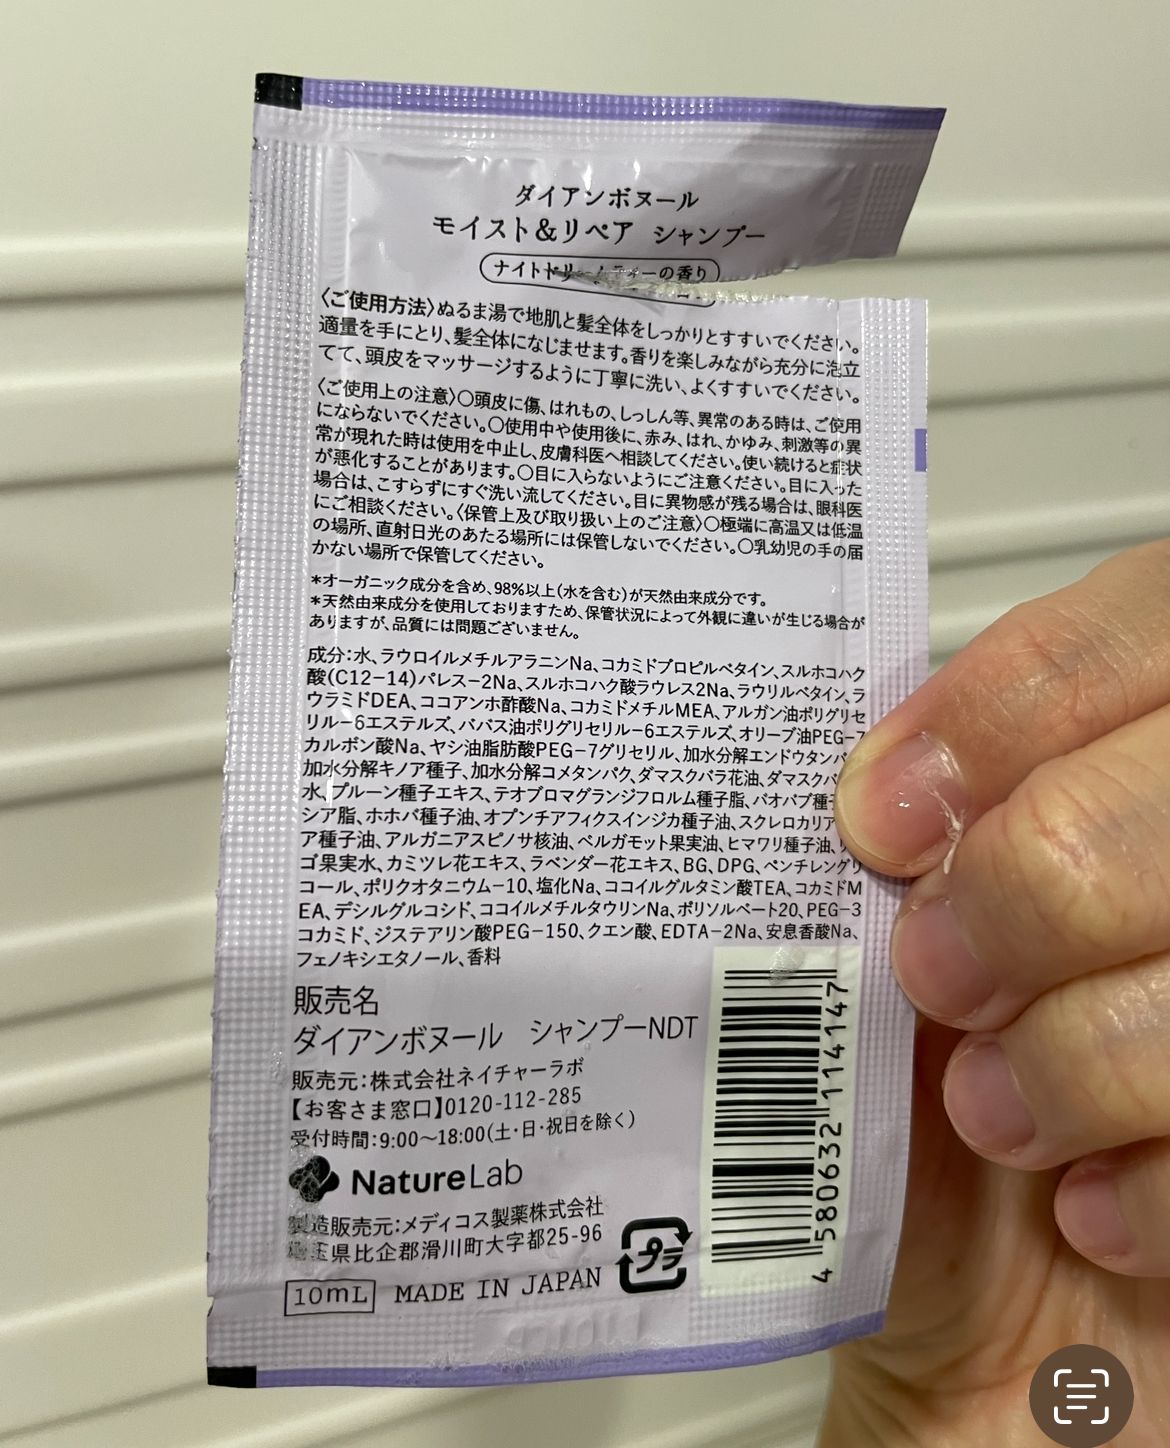 ダイアンボヌール
モイスト&リペア シャンプー
ナイトドリームティーの香り
〈ご使用方法〉ぬるま湯で地肌と髪全体をしっかりとすすいでください。
適量を手にとり、髪全体になじませます。香りを楽しみながら充分に泡立
てて、頭皮をマッサージするように丁寧に洗い、よくすすいでください。
〈ご使用上の注意〉○頭皮に傷、はれもの、しっしん等、異常のある時は、ご使用
にならないでください。○使用中や使用後に、赤み、はれ、かゆみ、刺激等の異
常が現れた時は使用を中止し、皮膚科医へ相談してください。使い続けると症状
が悪化することがあります。○目に入らないようにご注意ください。目に入った
場合は、こすらずにすぐ洗い流してください。目に異物感が残る場合は、眼科医
にご相談ください。〈保管上及び取り扱い上のご注意〉○極端に高温又は低温
の場所、直射日光のあたる場所には保管しないでください。○乳幼児の手の届
かない場所で保管してください。
*オーガニック成分を含め、98%以上(水を含む)が天然由来成分です。
*天然由来成分を使用しておりますため、保管状況によって外観に違いが生じる場合が
ありますが、品質には問題ございません。
成分:水、ラウロイルメチルアラニンNa、コカミドプロピルベタイン、スルホコハク
酸(C12-14)パレス-2Na、スルホコハク酸ラウレス2Na、ラウリルベタイン、ラ
ウラミドDEA、ココアンホ酢酸Na、コカミドメチルMEA、アルガン油ポリグリセ
リル-6エステルズ、ババス油ポリグリセリル-6エステルズ、オリーブ油PEG-7
カルボン酸Na、ヤシ油脂肪酸PEG-7グリセリル、加水分解エンドウタンパ
加水分解キノア種子、加水分解コメタンパク、ダマスクバラ花油、ダマスクバ
水、プルーン種子エキス、テオブロマグランジフロルム種子脂、バオバブ種子
シア脂、ホホバ種子油、オプンチアフィクスインジカ種子油、スクレロカリア
ア種子油、アルガニアスピノサ核油、ベルガモット果実油、ヒマワリ種子油、リ
ゴ果実水、カミツレ花エキス、ラベンダー花エキス、BG、DPG、ペンチレングリ
コール、ポリクオタニウム-10、塩化Na、ココイルグルタミン酸TEA、コカミドM
EA、デシルグルコシド、ココイルメチルタウリンNa、ポリソルベート20、PEG-3
コカミド、ジステアリン酸PEG-150、クエン酸、EDTA-2Na、安息香酸Na、
フェノキシエタノール、香料
販売名
ダイアンボヌール シャンプーNDT
販売元:株式会社ネイチャーラボ
【お客さま窓口】0120-112-285
受付時間:9:00〜18:00(土・日・祝日を除く)
NatureLab
製造販売元:メディコス製薬株式会社
埼玉県比企郡滑川町大字都25-96
プラ
10mL MADE IN JAPAN
4 580632 114147